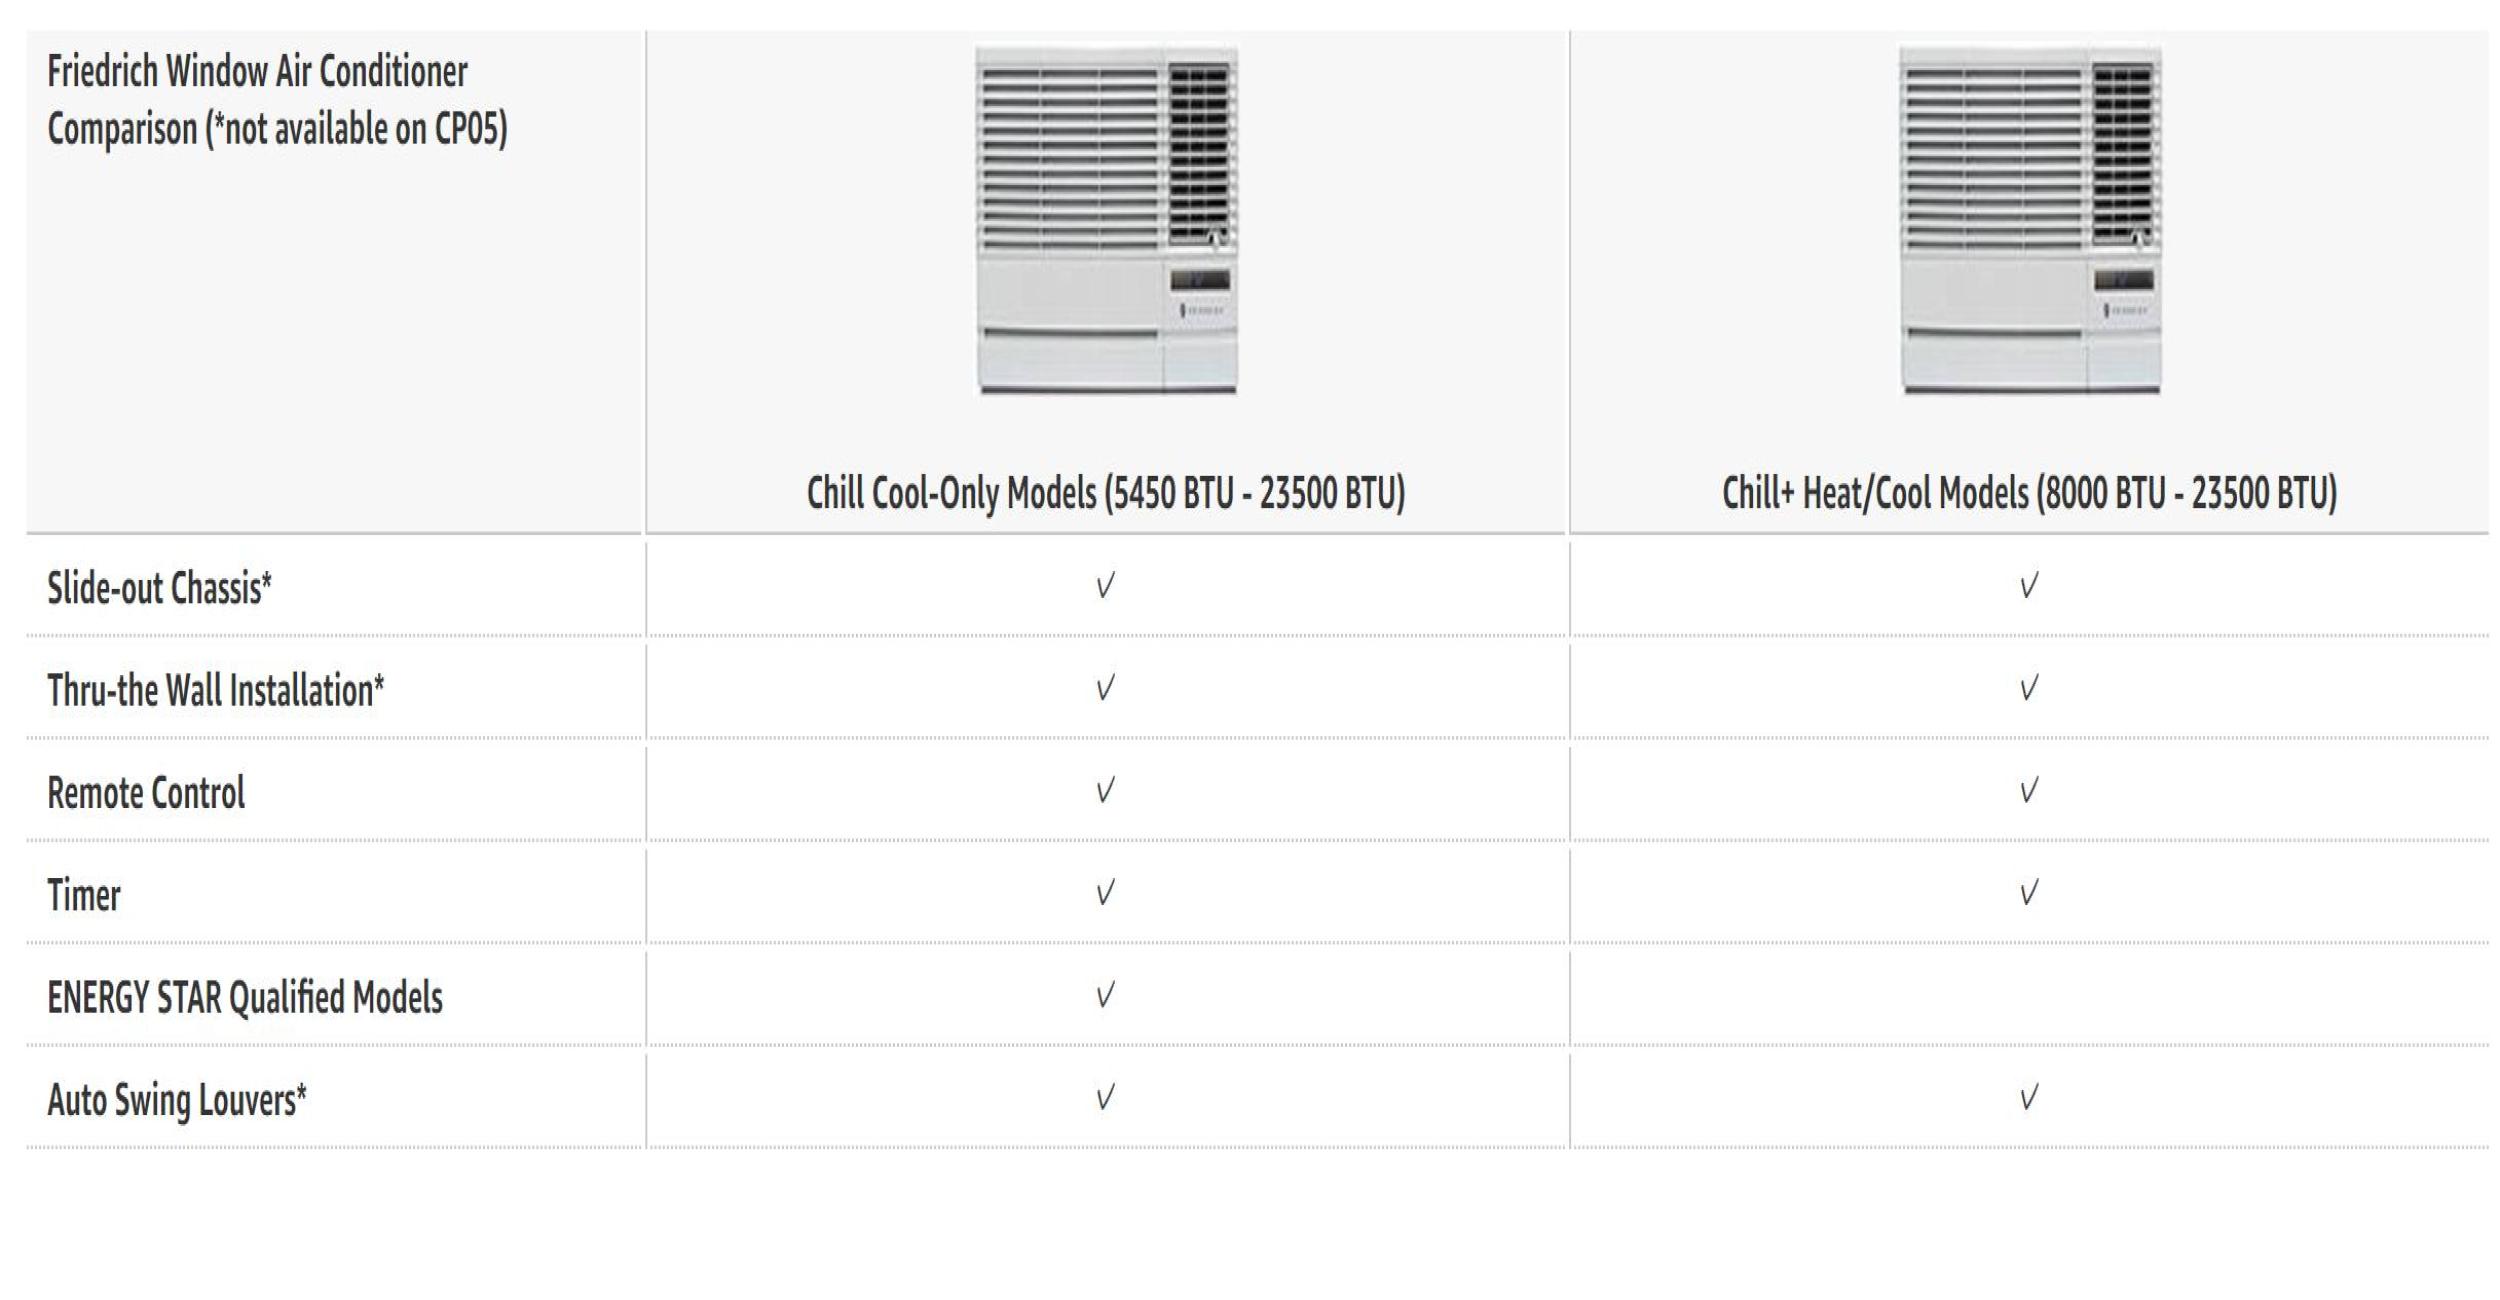 Friedrich Window Air Conditioner
Comparison (*not available on CP05)
Chill Cool-Only Models (5450 BTU - 23500 BTU)
Chill+ Heat/Cool Models (8000 BTU - 23500 BTU)
Slide-out Chassis* √ √
Thru-the Wall Installation* √ √
Remote Control √ √
Timer √ √
ENERGY STAR Qualified Models √
Auto Swing Louvers* √ √